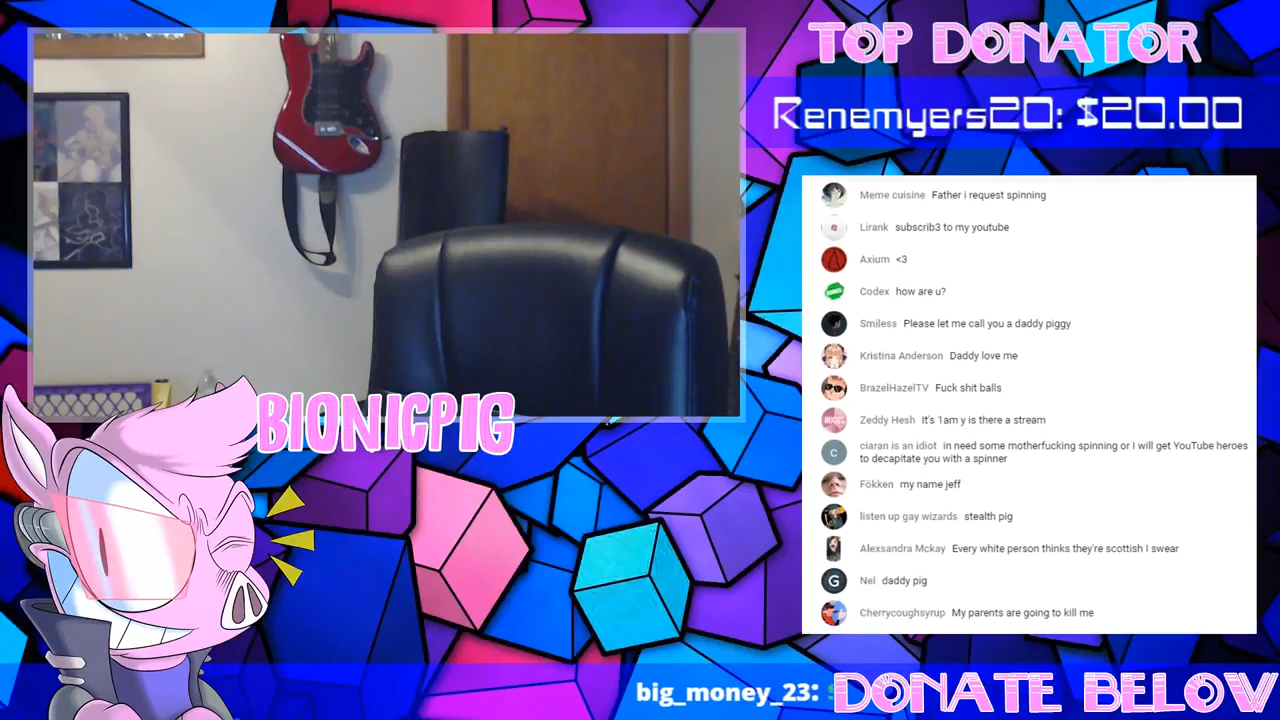 TOP DONATOR
Renemyers20: $20.00
Meme cuisine Father i request spinning
Lirank subscrib3 to my youtube
Axium <3
Codex how are u?
Smiless Please let me call you a daddy piggy
Kristina Anderson Daddy love me
BrazelHazelTV Fuck shit balls
Zeddy Hesh It's 1am y is there a stream
ciaran is an idiot in need some motherfucking spinning or I will get YouTube heroes
to decapitate you with a spinner
Fökken my name jeff
listen up gay wizards stealth pig
Alexsandra Mckay Every white person thinks they're scottish I swear
G Nel daddy pig
Cherrycoughsyrup My parents are going to kill me
C
BIONICPIG
big_money_23:
DONATE BELOW